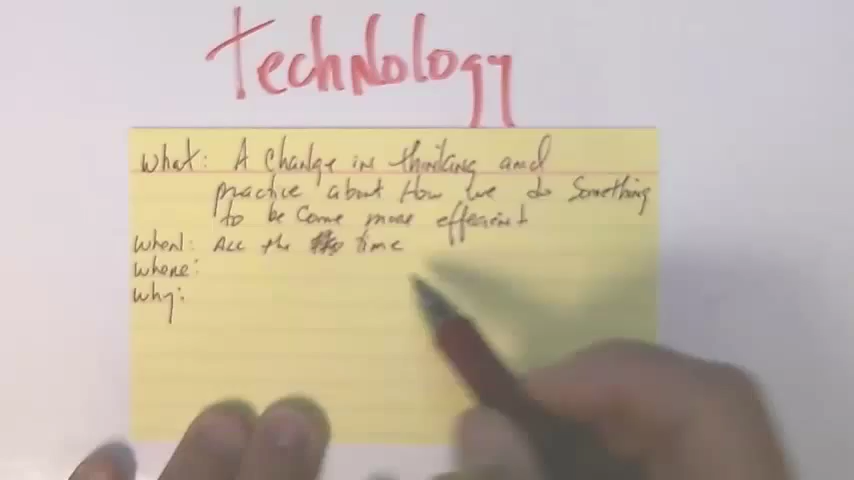 Technology
what: A change in thinking and
practice about How we do Something
to be Come more effecient
when: All the time
where:
why: